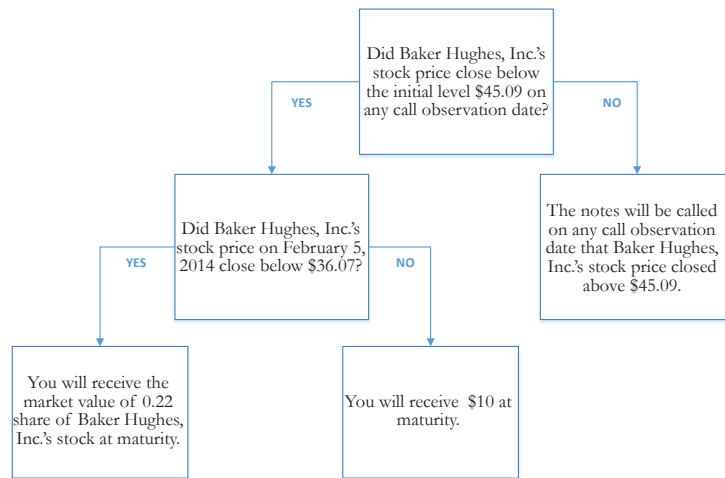 Did Baker Hughes, Inc.'s
stock price close below
the initial level $45.09 on
any call observation date?
YES
NO
Did Baker Hughes, Inc.'s
stock price on February 5,
2014 close below $36.07?
The notes will be called
on any call observation
date that Baker Hughes,
Inc.'s stock price closed
above $45.09.
YES
NO
You will receive the
market value of 0.22
share of Baker Hughes,
Inc.'s stock at maturity.
You will receive $10 at
maturity.